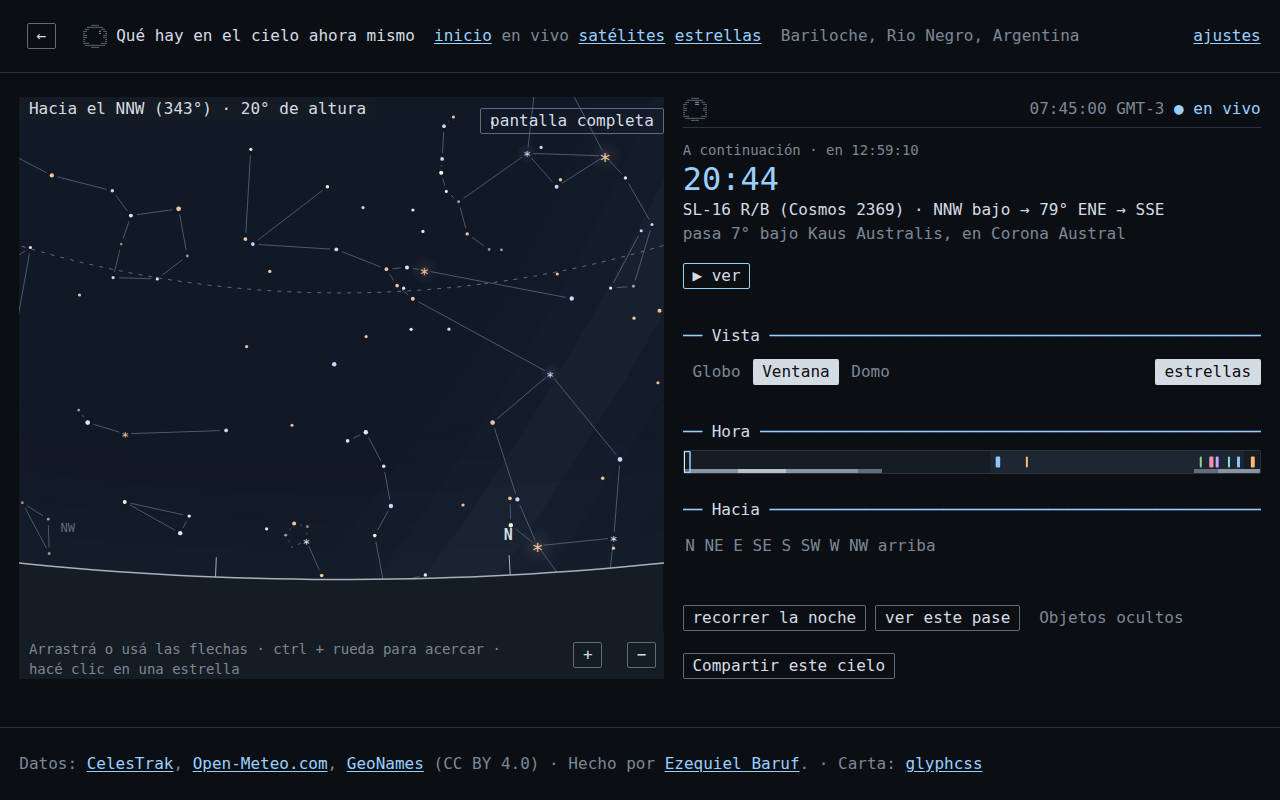 ← Qué hay en el cielo ahora mismo inicio en vivo satélites estrellas Bariloche, Rio Negro, Argentina ajustes
Hacia el NNW (343°) · 20° de altura
pantalla completa
NW
N
Arrastrá o usá las flechas · ctrl + rueda para acercar ·
hacé clic en una estrella
+ −
07:45:00 GMT-3 ● en vivo
A continuación · en 12:59:10
20:44
SL-16 R/B (Cosmos 2369) · NNW bajo → 79° ENE → SSE
pasa 7° bajo Kaus Australis, en Corona Austral
▶ ver
Vista
Globo Ventana Domo estrellas
Hora
Hacia
N NE E SE S SW W NW arriba
recorrer la noche ver este pase Objetos ocultos
Compartir este cielo
Datos: CelesTrak, Open-Meteo.com, GeoNames (CC BY 4.0) · Hecho por Ezequiel Baruf. · Carta: glyphcss